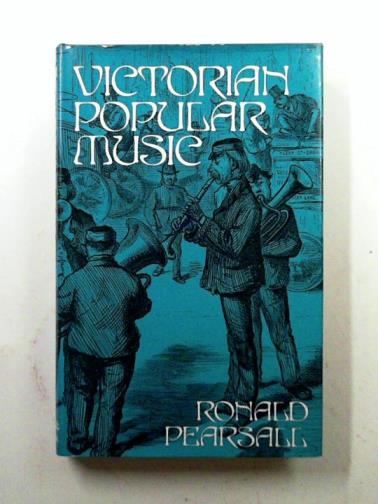 VICTORIAN
POPULAR
MUSIC
RONALD
PEARSALL